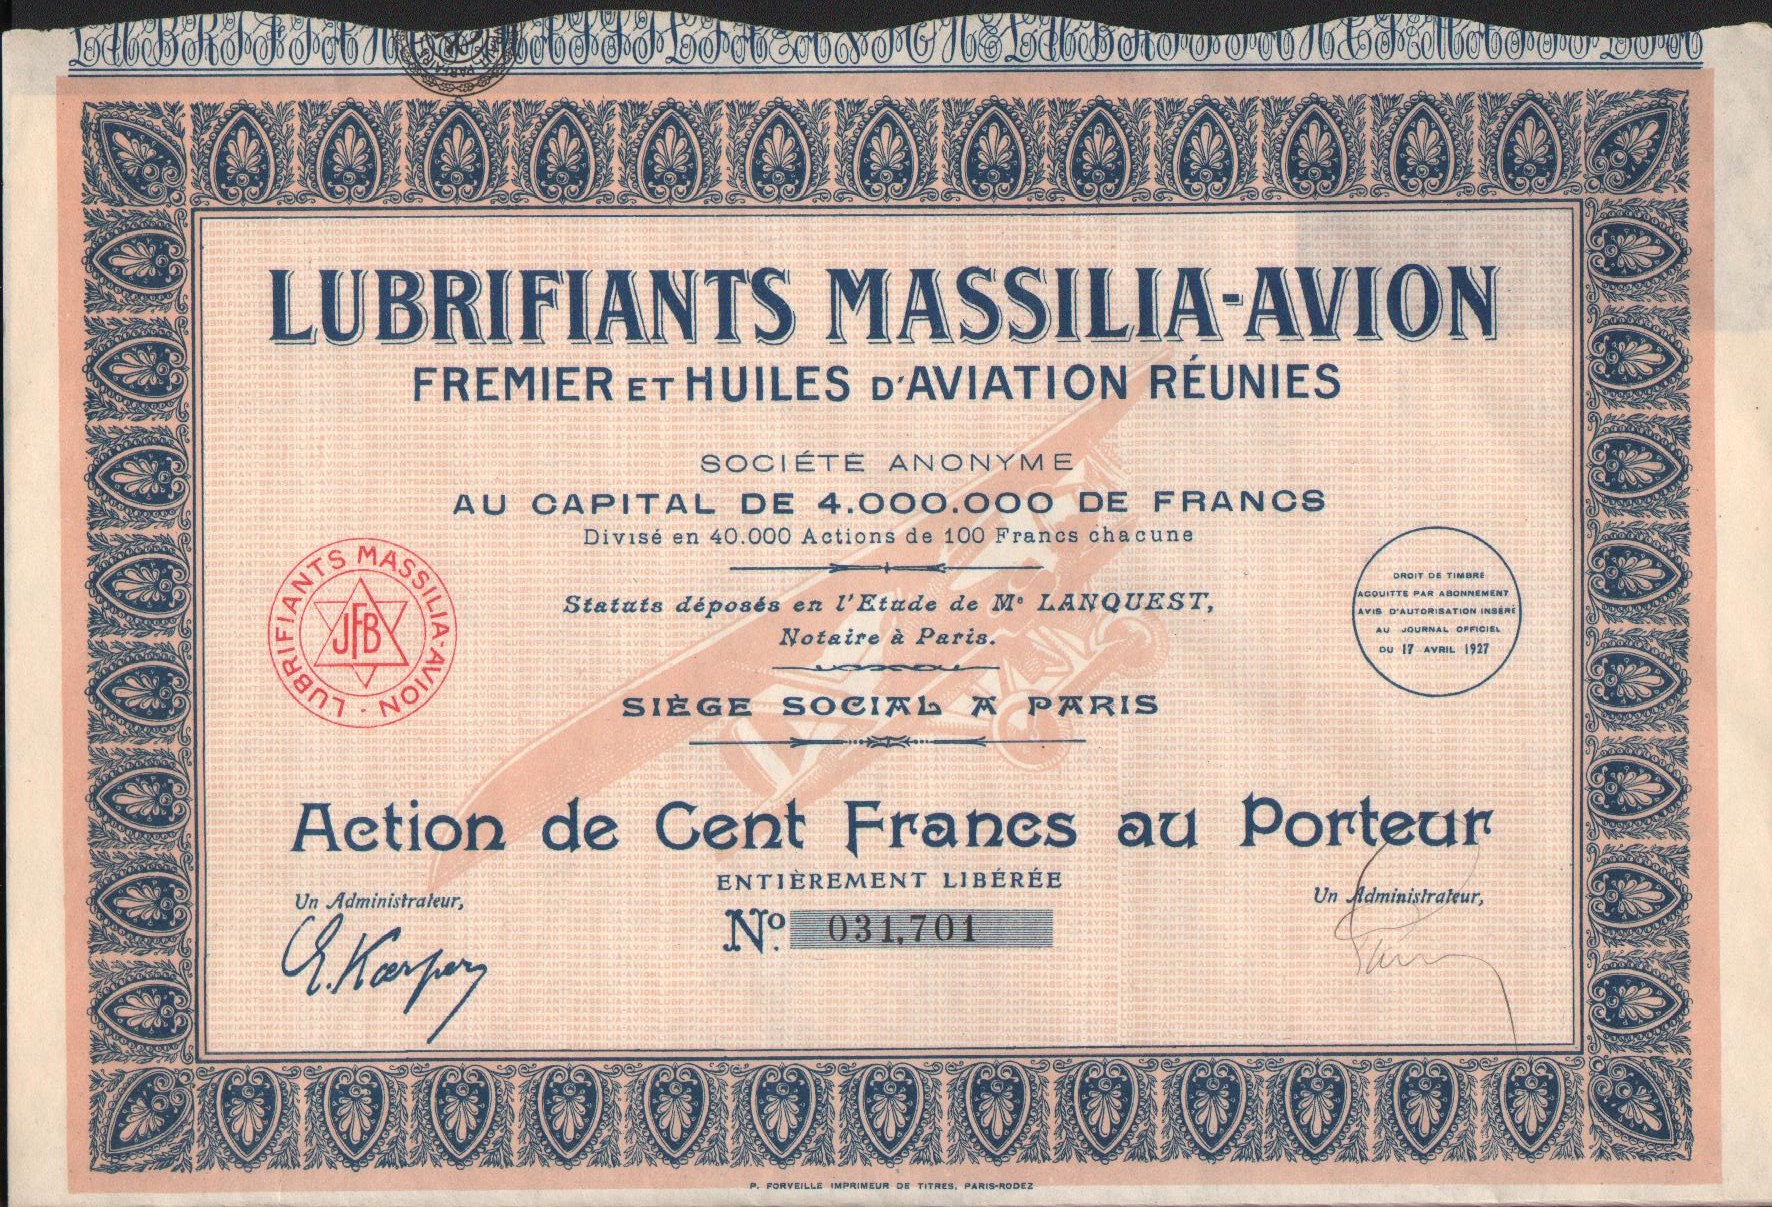 LUBRIFIANTS MASSILIA-AVION
FREMIER ET HUILES D'AVIATION RÉUNIES
SOCIÉTÉ ANONYME
AU CAPITAL DE 4.000.000 DE FRANCS
Divisé en 40.000 Actions de 100 Francs chacune
Statuts déposés en l'Etude de Mᵉ LANQUEST,
Notaire à Paris.
SIÈGE SOCIAL A PARIS
LUBRIFIANTS MASSILIA-AVION
JFB
DROIT DE TIMBRE
ACQUITTÉ PAR ABONNEMENT
AVIS D'AUTORISATION INSÉRÉ
AU JOURNAL OFFICIEL
DU 17 AVRIL 1927
Action de Cent Francs au Porteur
ENTIÈREMENT LIBÉRÉE
Un Administrateur,
Un Administrateur,
Nº. 031,701
P. FORVEILLE IMPRIMEUR DE TITRES, PARIS-RODEZ